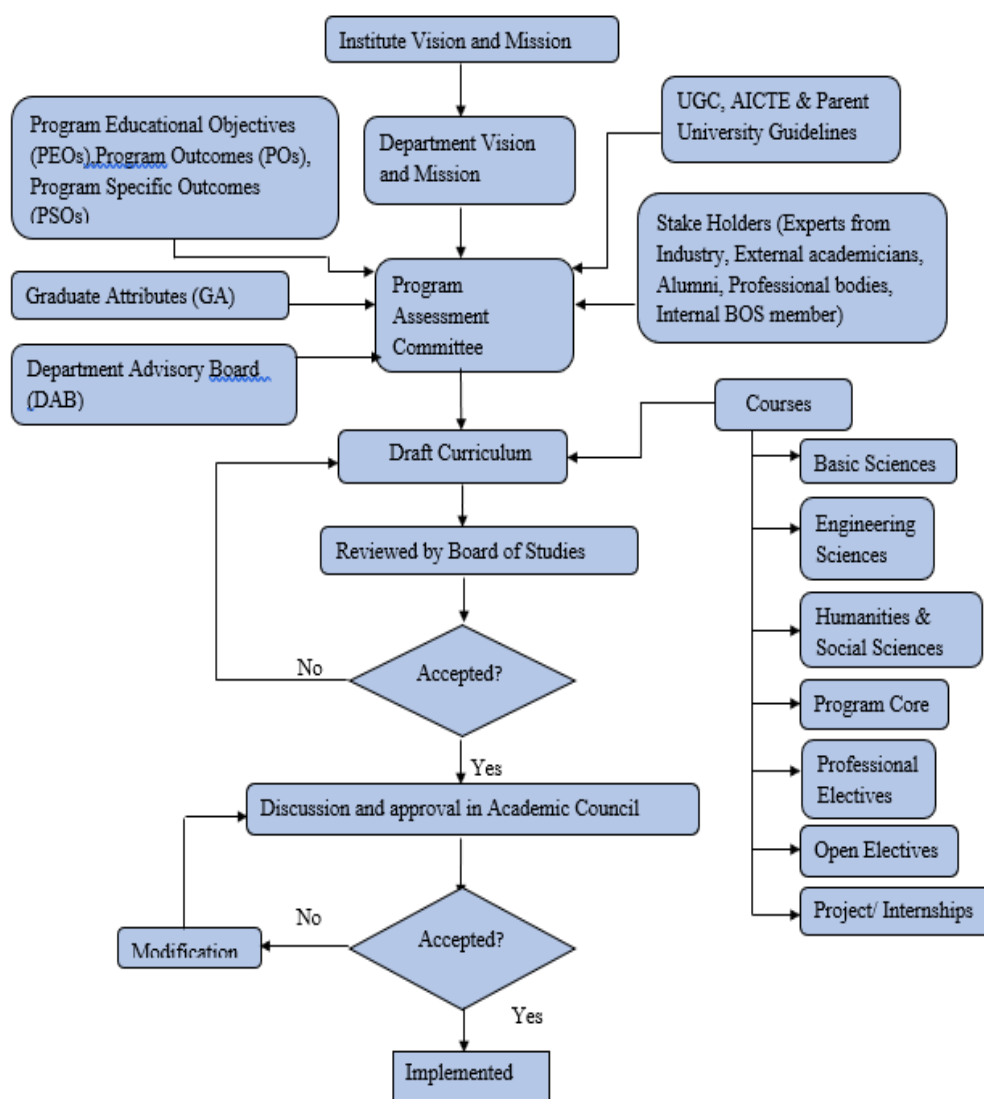 Institute Vision and Mission
UGC, AICTE & Parent
University Guidelines
Program Educational Objectives
(PEOs),Program Outcomes (POs),
Program Specific Outcomes
(PSOs)
Department Vision
and Mission
Stake Holders (Experts from
Industry, External academicians,
Alumni, Professional bodies,
Internal BOS member)
Graduate Attributes (GA)
Program
Assessment
Committee
Department Advisory Board
(DAB)
Courses
Draft Curriculum
Basic Sciences
Reviewed by Board of Studies
Engineering
Sciences
Humanities &
Social Sciences
No
Accepted?
Program Core
Yes
Professional
Electives
Discussion and approval in Academic Council
Open Electives
Project/ Internships
No
Accepted?
Modification
Yes
Implemented